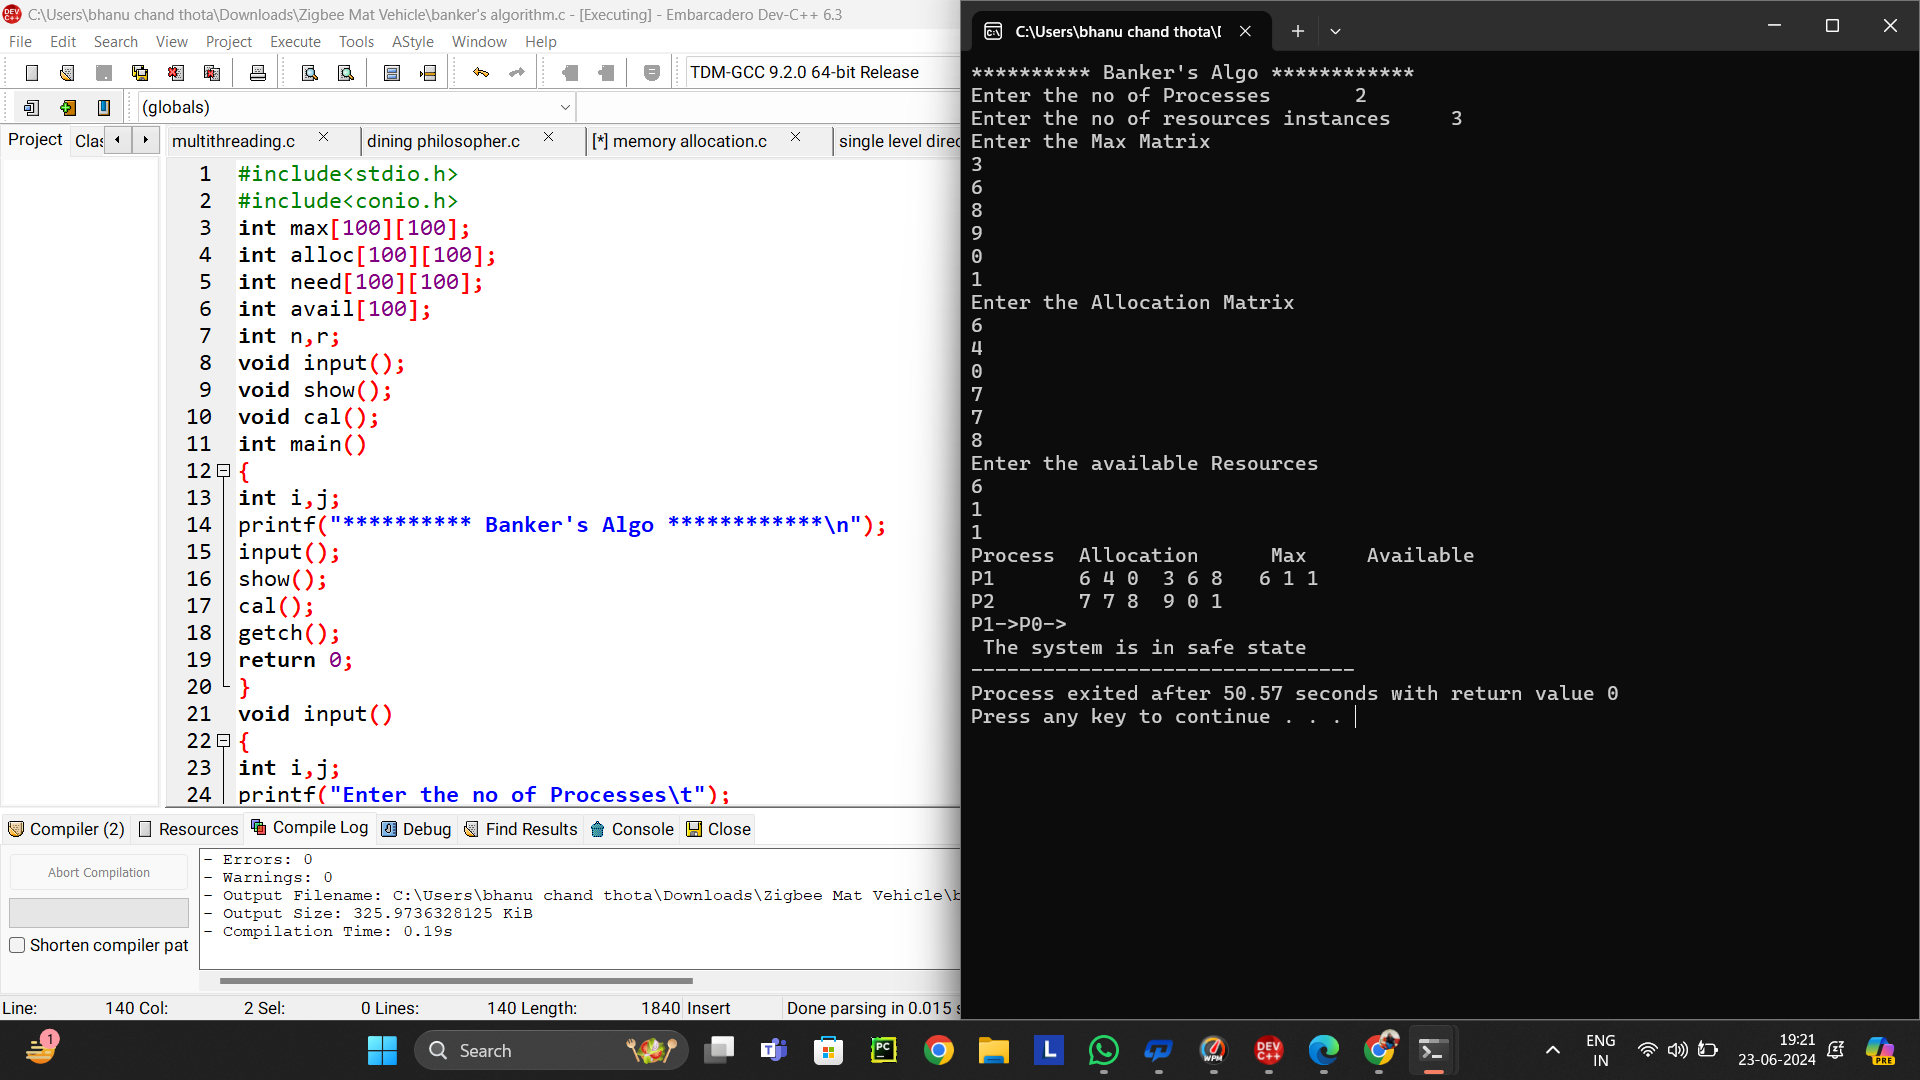 C:\Users\bhanu chand thota\Downloads\Zigbee Mat Vehicle\banker's algorithm.c - [Executing] - Embarcadero Dev-C++ 6.3
File Edit Search View Project Execute Tools AStyle Window Help
TDM-GCC 9.2.0 64-bit Release
(globals)
Project Clas multithreading.c dining philosopher.c [*] memory allocation.c single level direc
1 #include<stdio.h>
2 #include<conio.h>
3 int max[100][100];
4 int alloc[100][100];
5 int need[100][100];
6 int avail[100];
7 int n,r;
8 void input();
9 void show();
10 void cal();
11 int main()
12 {
13 int i,j;
14 printf("********** Banker's Algo ************\n");
15 input();
16 show();
17 cal();
18 getch();
19 return 0;
20 }
21 void input()
22 {
23 int i,j;
24 printf("Enter the no of Processes\t");
Compiler (2) Resources Compile Log Debug Find Results Console Close
Abort Compilation
Shorten compiler pat
- Errors: 0
- Warnings: 0
- Output Filename: C:\Users\bhanu chand thota\Downloads\Zigbee Mat Vehicle\b
- Output Size: 325.9736328125 KiB
- Compilation Time: 0.19s
Line: 140 Col: 2 Sel: 0 Lines: 140 Length: 1840 Insert Done parsing in 0.015 s
C:\Users\bhanu chand thota\[
********** Banker's Algo ************
Enter the no of Processes 2
Enter the no of resources instances 3
Enter the Max Matrix
3
6
8
9
0
1
Enter the Allocation Matrix
6
4
0
7
7
8
Enter the available Resources
6
1
1
Process Allocation Max Available
P1 6 4 0 3 6 8 6 1 1
P2 7 7 8 9 0 1
P1->P0->
The system is in safe state
--------------------------------
Process exited after 50.57 seconds with return value 0
Press any key to continue . . .
1
Search
PC
L
WPM
DEV C++
ENG
IN
19:21
23-06-2024
PRE